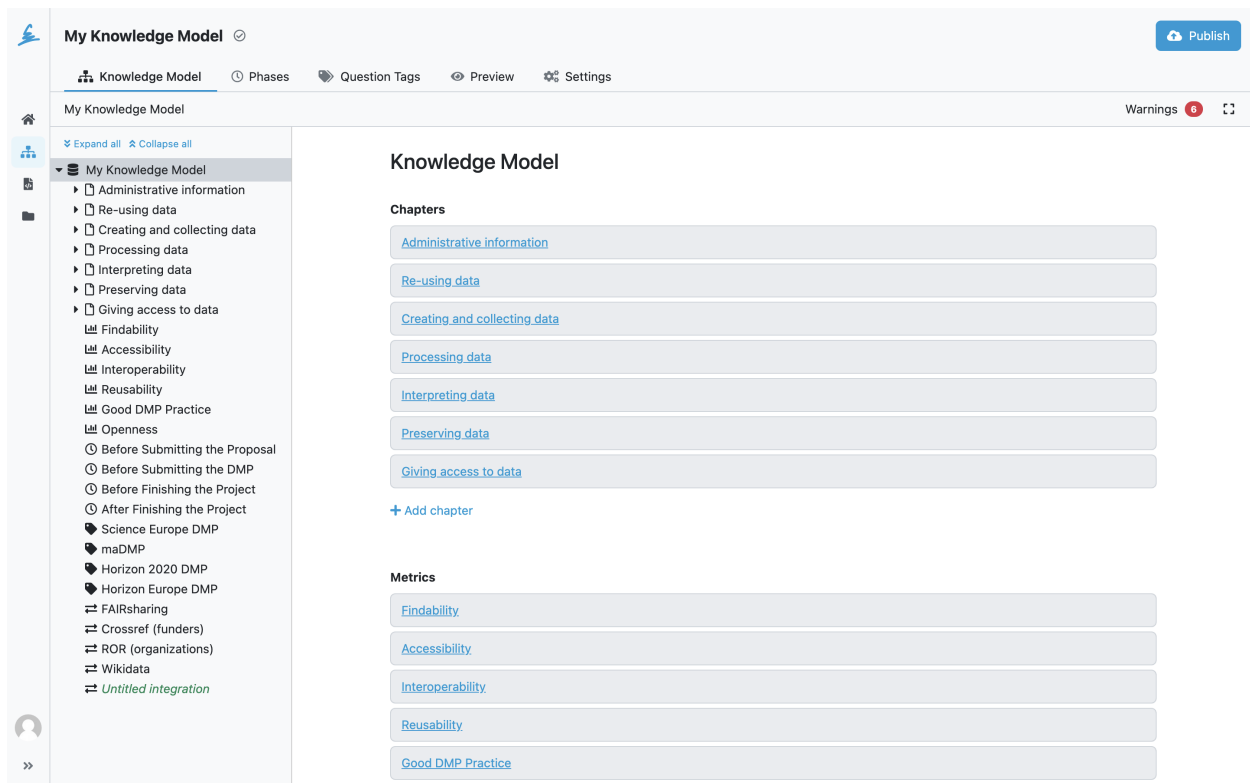 My Knowledge Model
Publish
Knowledge Model
Phases
Question Tags
Preview
Settings
My Knowledge Model
Warnings 6
Expand all Collapse all
My Knowledge Model
Administrative information
Re-using data
Creating and collecting data
Processing data
Interpreting data
Preserving data
Giving access to data
Findability
Accessibility
Interoperability
Reusability
Good DMP Practice
Openness
Before Submitting the Proposal
Before Submitting the DMP
Before Finishing the Project
After Finishing the Project
Science Europe DMP
maDMP
Horizon 2020 DMP
Horizon Europe DMP
FAIRsharing
Crossref (funders)
ROR (organizations)
Wikidata
Untitled integration
Knowledge Model
Chapters
Administrative information
Re-using data
Creating and collecting data
Processing data
Interpreting data
Preserving data
Giving access to data
Add chapter
Metrics
Findability
Accessibility
Interoperability
Reusability
Good DMP Practice